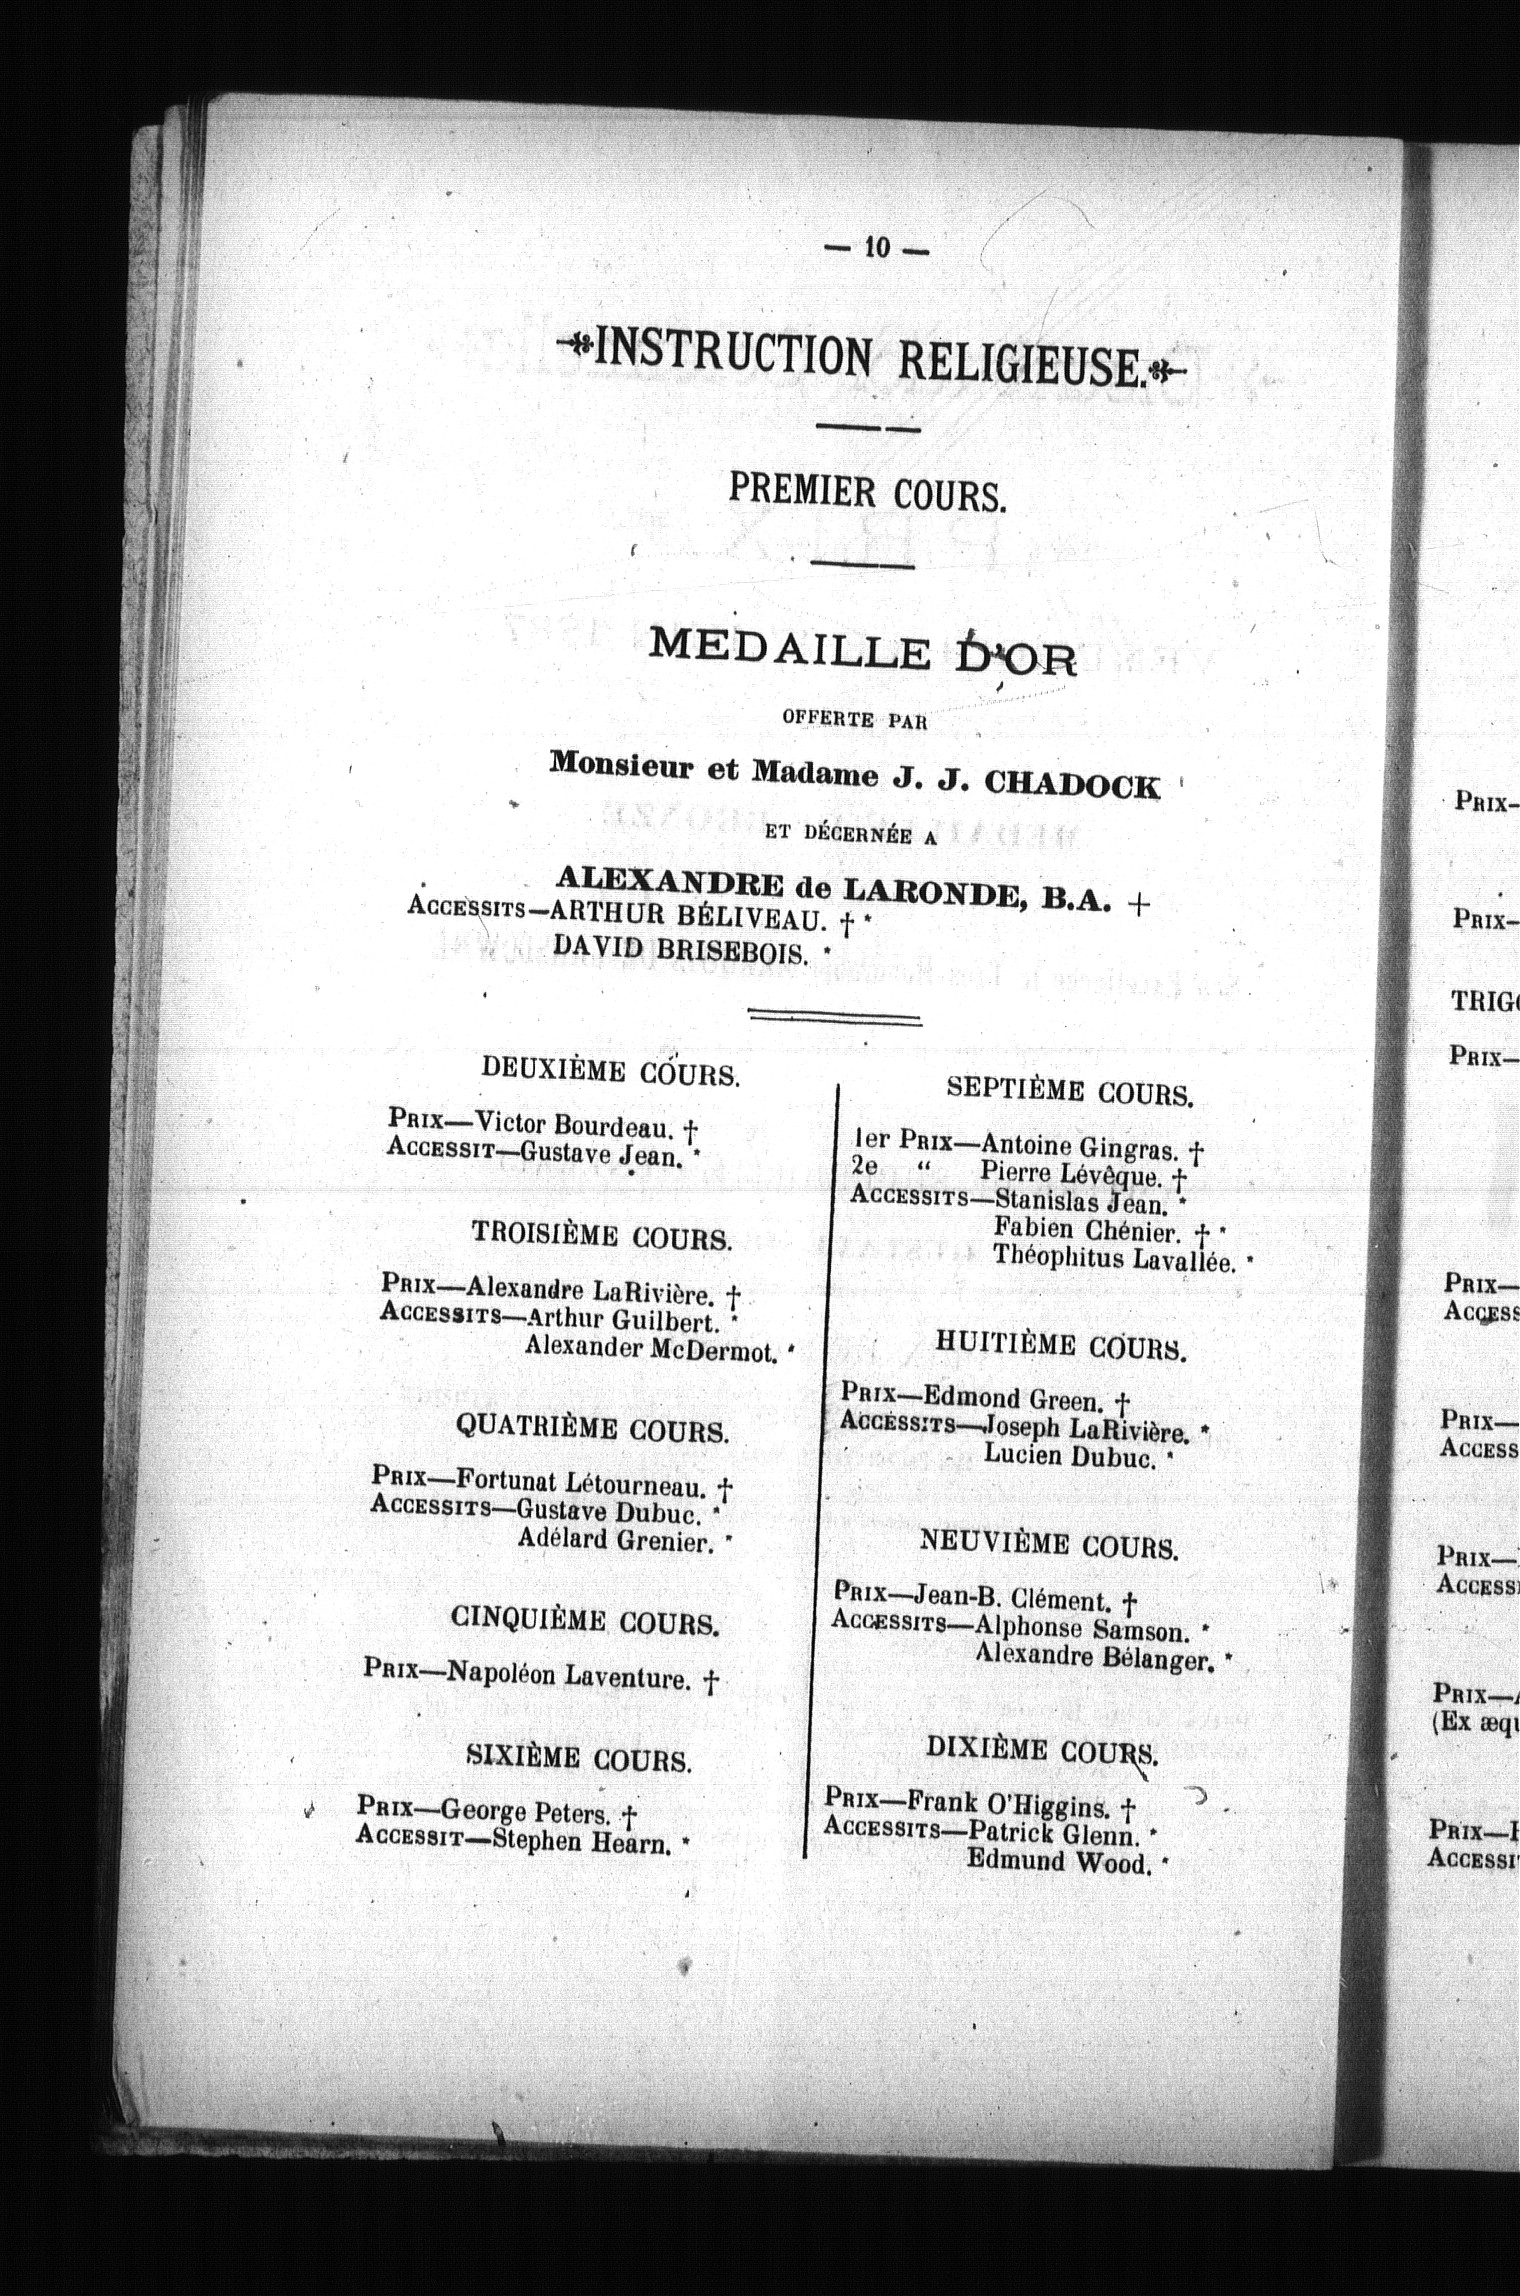 — 10 —
INSTRUCTION RELIGIEUSE.
PREMIER COURS.
MEDAILLE D'OR
OFFERTE PAR
Monsieur et Madame J. J. CHADOCK
ET DÉCERNÉE A
ALEXANDRE de LARONDE, B.A. †
ACCESSITS—ARTHUR BÉLIVEAU. † *
DAVID BRISEBOIS. *
DEUXIÈME COURS.
PRIX—Victor Bourdeau. †
ACCESSIT—Gustave Jean. *
TROISIÈME COURS.
PRIX—Alexandre LaRivière. †
ACCESSITS—Arthur Guilbert. *
Alexander McDermot. *
QUATRIÈME COURS.
PRIX—Fortunat Létourneau. †
ACCESSITS—Gustave Dubuc. *
Adélard Grenier. *
CINQUIÈME COURS.
PRIX—Napoléon Laventure. †
SIXIÈME COURS.
PRIX—George Peters. †
ACCESSIT—Stephen Hearn. *
SEPTIÈME COURS.
1er PRIX—Antoine Gingras. †
2e “ Pierre Lévêque. †
ACCESSITS—Stanislas Jean. *
Fabien Chénier. † *
Théophitus Lavallée. *
HUITIÈME COURS.
PRIX—Edmond Green. †
ACCESSITS—Joseph LaRivière. *
Lucien Dubuc. *
NEUVIÈME COURS.
PRIX—Jean-B. Clément. †
ACCESSITS—Alphonse Samson. *
Alexandre Bélanger. *
DIXIÈME COURS.
PRIX—Frank O'Higgins. †
ACCESSITS—Patrick Glenn. *
Edmund Wood. *
PRIX—
PRIX—
PRIX—
PRIX—
PRIX—
PRIX—
PRIX—
(Ex
PRIX—